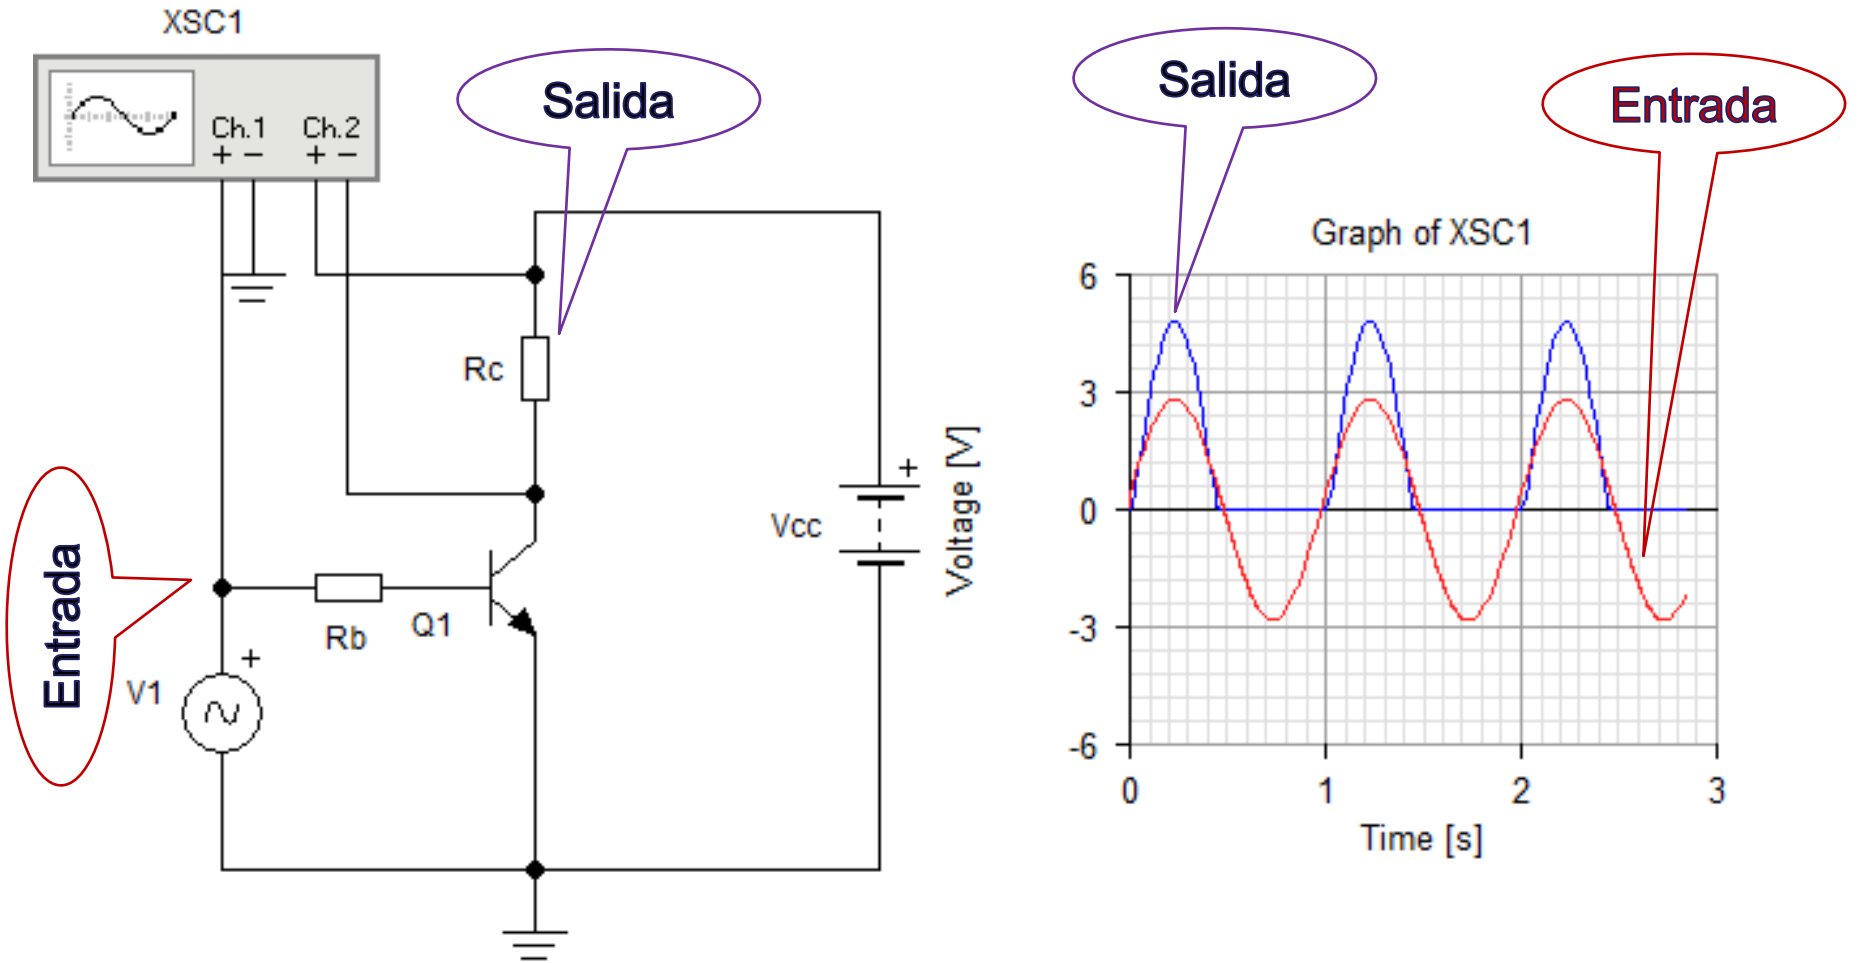 XSC1
Ch.1 Ch.2
+ − + −
Salida
Rc
Entrada
Rb
Q1
V1
+
Vcc
+
Salida
Entrada
Graph of XSC1
Voltage [V]
6
3
0
-3
-6
0 1 2 3
Time [s]